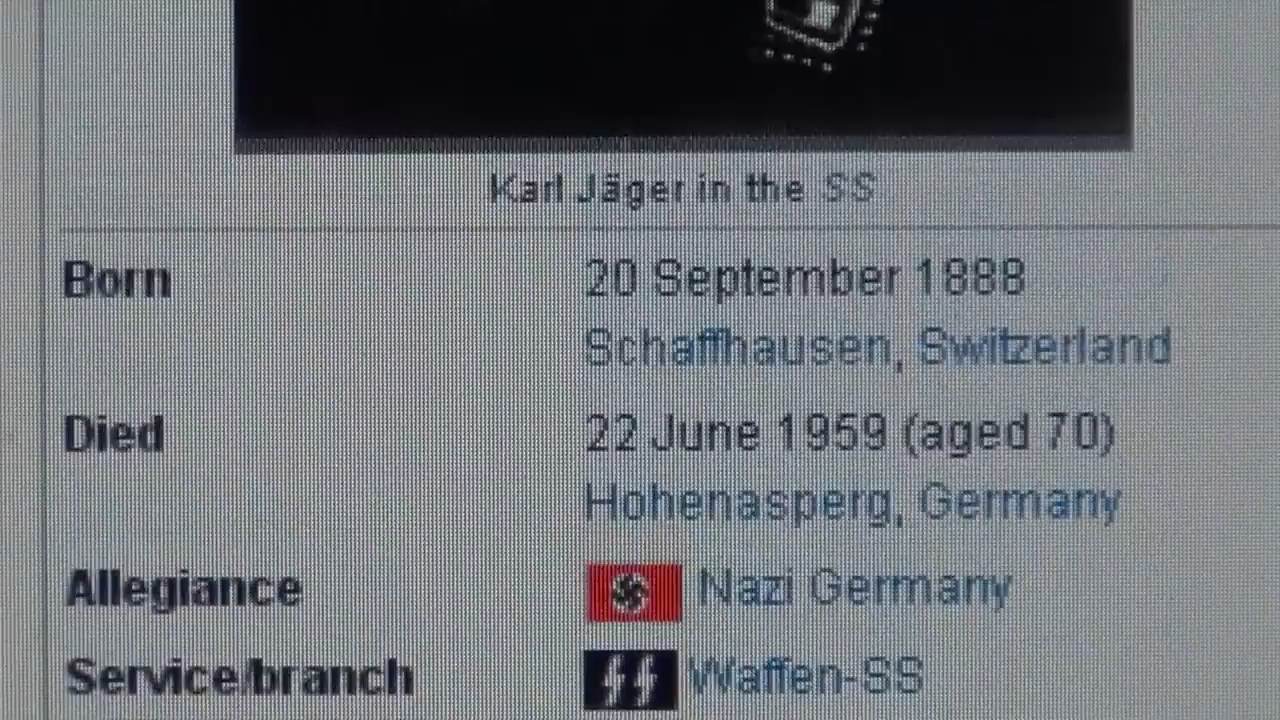 Karl Jäger in the SS
Born 20 September 1888
Schaffhausen, Switzerland
Died 22 June 1959 (aged 70)
Hohenasperg, Germany
Allegiance Nazi Germany
Service/branch Waffen-SS